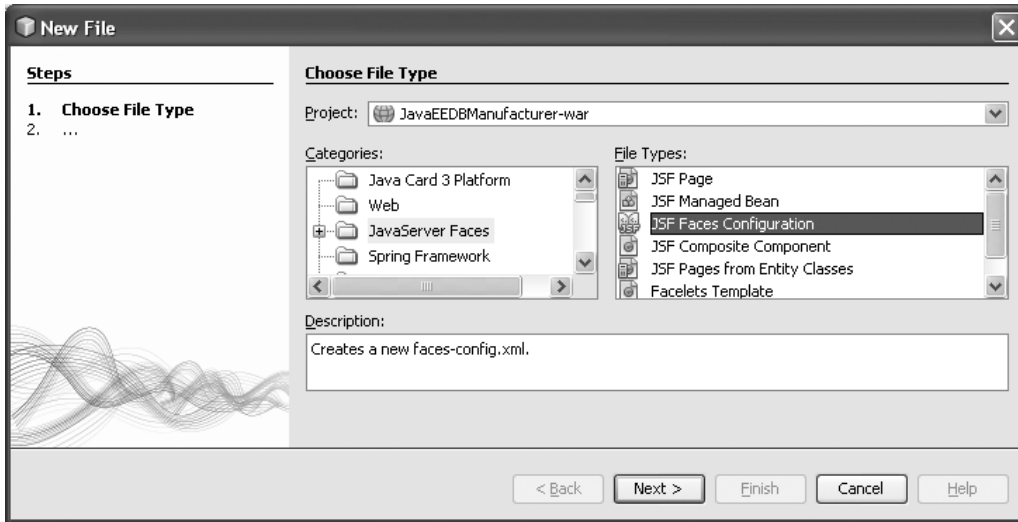 New File
Steps
1. Choose File Type
2. ...
Choose File Type
Project: JavaEEDBManufacturer-war
Categories:
Java Card 3 Platform
Web
JavaServer Faces
Spring Framework
File Types:
JSF Page
JSF Managed Bean
JSF Faces Configuration
JSF Composite Component
JSF Pages from Entity Classes
Facelets Template
Description:
Creates a new faces-config.xml.
< Back Next > Finish Cancel Help